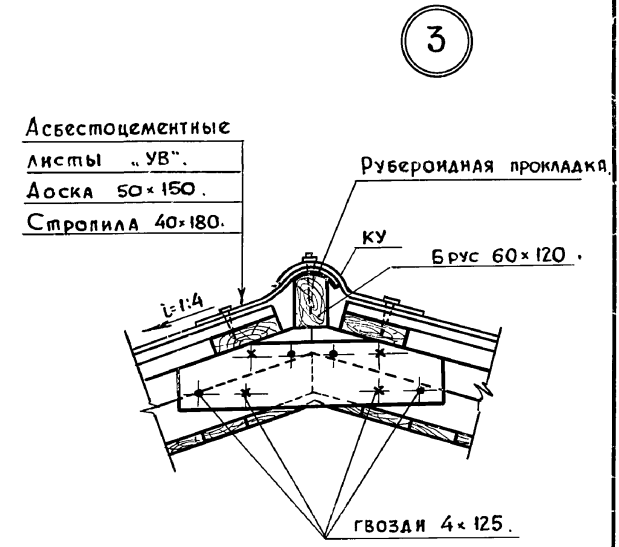 3
Асбестоцементные
листы „УВ".
Доска 50×150.
Стропила 40×180.
Рубероидная прокладка.
КУ
Брус 60×120.
i=1:4
гвозди 4×125.